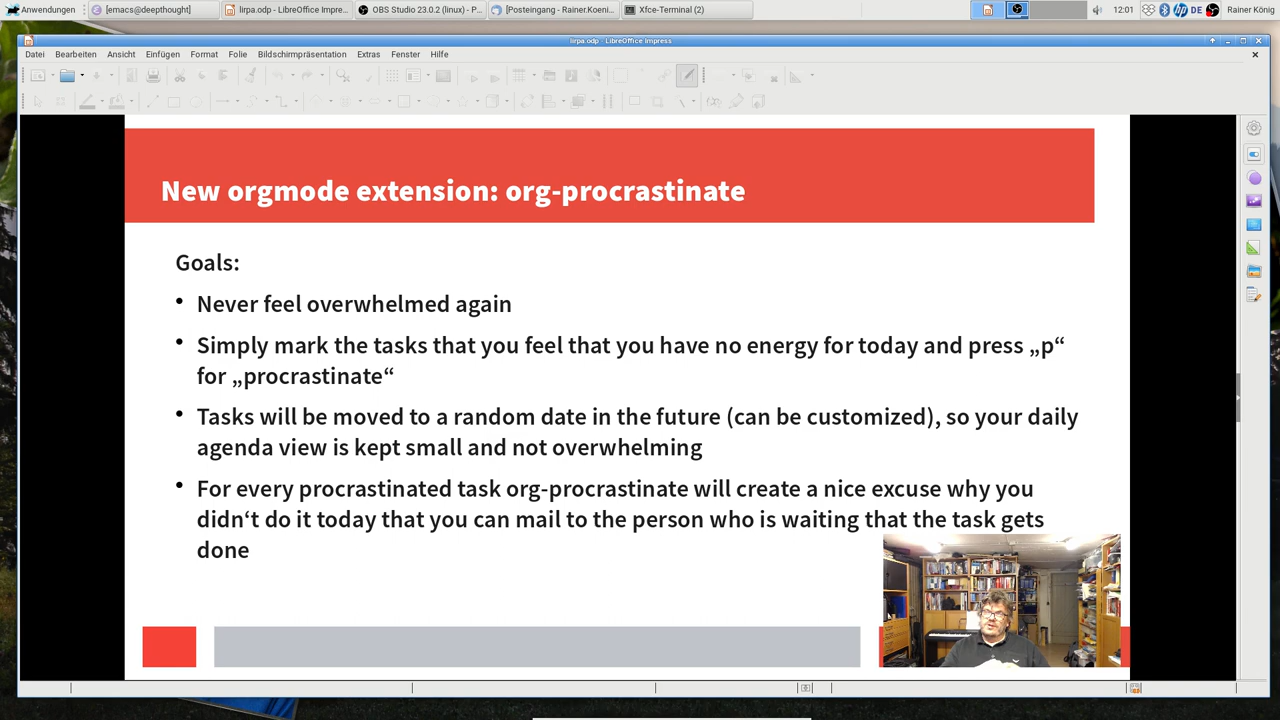 Anwendungen
[emacs@deepthought]
lirpa.odp - LibreOffice Impre...
OBS Studio 23.0.2 (linux) - P...
[Posteingang - Rainer.Koeni...
Xfce-Terminal (2)
DE
12:01
Rainer König
lirpa.odp - LibreOffice Impress
Datei Bearbeiten Ansicht Einfügen Format Folie Bildschirmpräsentation Extras Fenster Hilfe
New orgmode extension: org-procrastinate
Goals:
• Never feel overwhelmed again
• Simply mark the tasks that you feel that you have no energy for today and press „p“
for „procrastinate“
• Tasks will be moved to a random date in the future (can be customized), so your daily
agenda view is kept small and not overwhelming
• For every procrastinated task org-procrastinate will create a nice excuse why you
didn‘t do it today that you can mail to the person who is waiting that the task gets
done